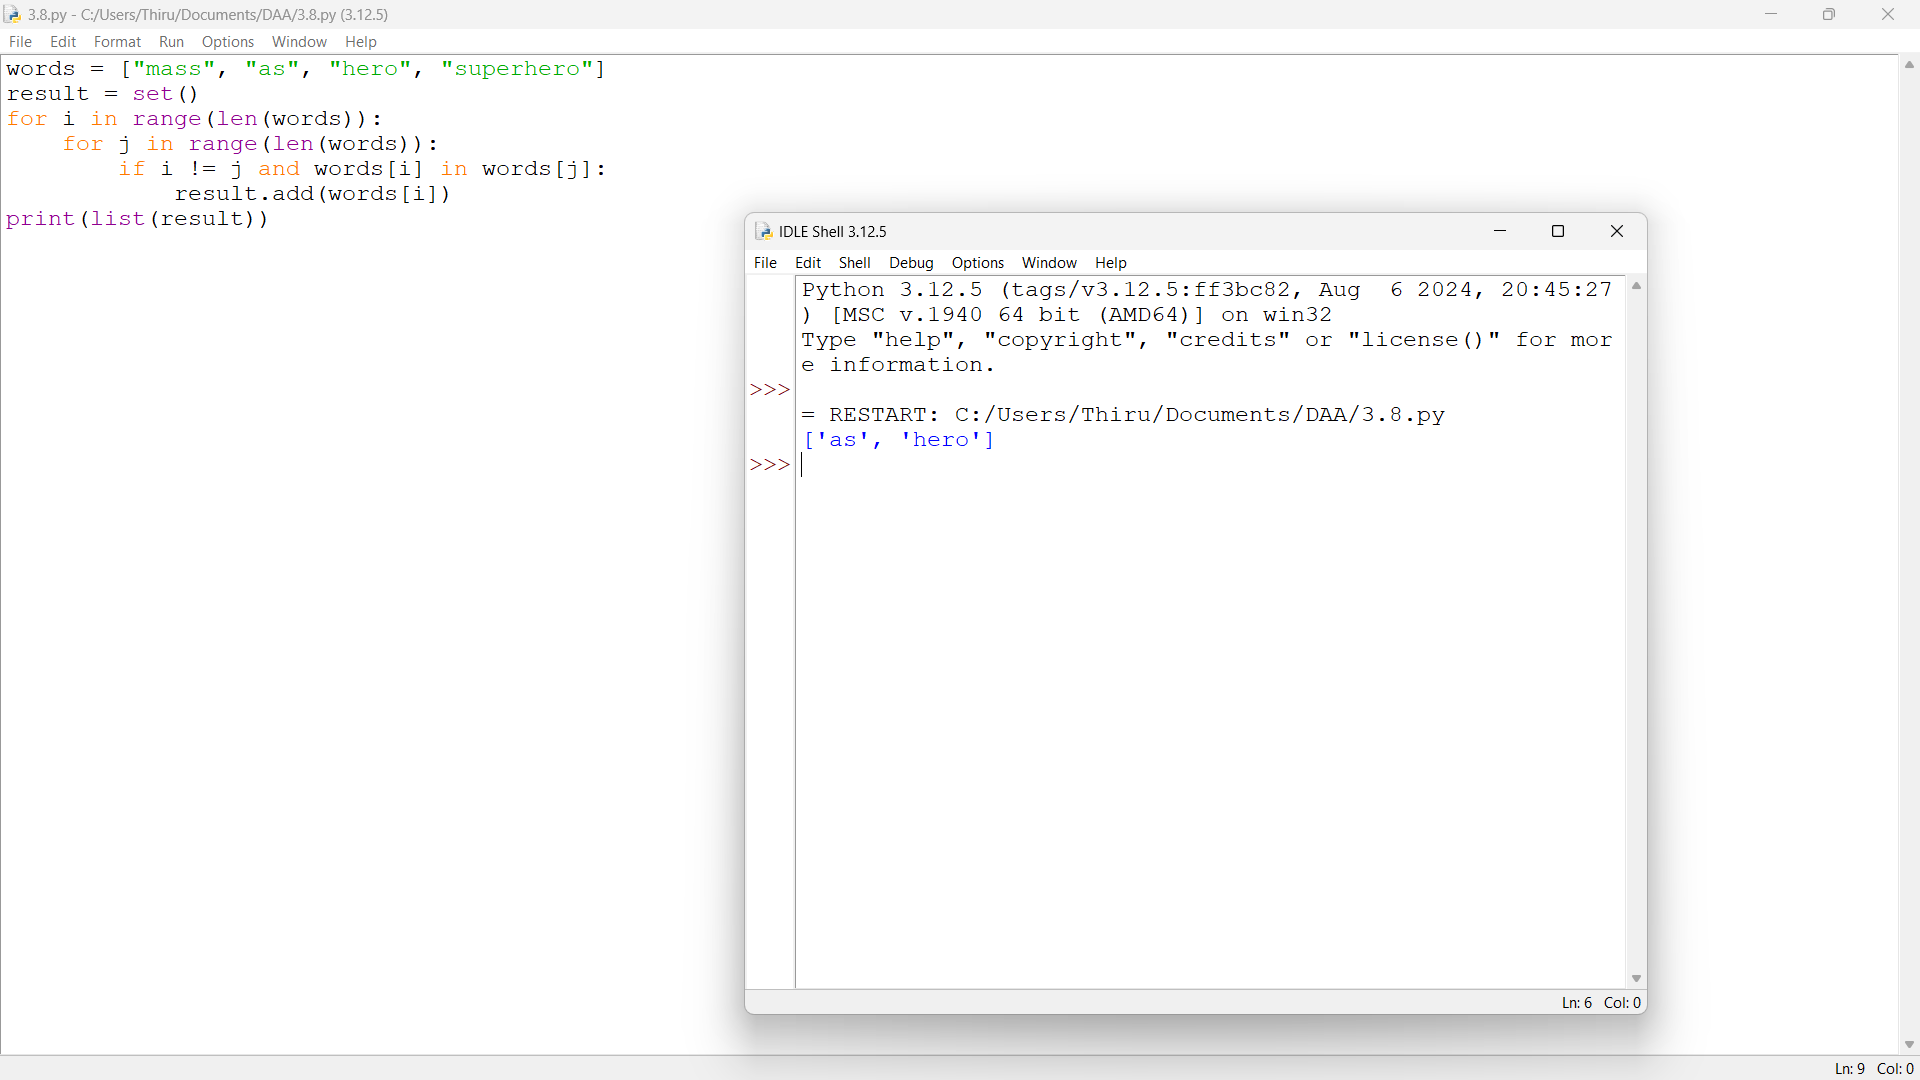 3.8.py - C:/Users/Thiru/Documents/DAA/3.8.py (3.12.5)
File Edit Format Run Options Window Help
words = ["mass", "as", "hero", "superhero"]
result = set()
for i in range(len(words)):
    for j in range(len(words)):
        if i != j and words[i] in words[j]:
            result.add(words[i])
print(list(result))
IDLE Shell 3.12.5
File Edit Shell Debug Options Window Help
Python 3.12.5 (tags/v3.12.5:ff3bc82, Aug  6 2024, 20:45:27
) [MSC v.1940 64 bit (AMD64)] on win32
Type "help", "copyright", "credits" or "license()" for mor
e information.
>>>
= RESTART: C:/Users/Thiru/Documents/DAA/3.8.py
['as', 'hero']
>>>
Ln: 6 Col: 0
Ln: 9 Col: 0